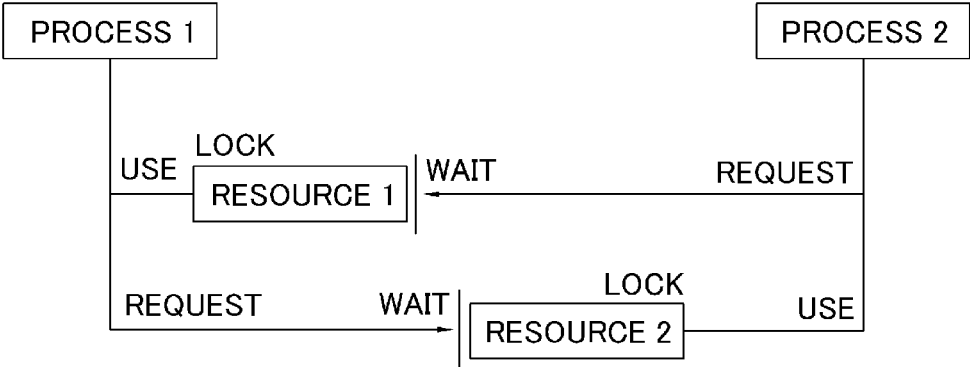 PROCESS 1
PROCESS 2
LOCK
USE
RESOURCE 1
WAIT
REQUEST
REQUEST
WAIT
LOCK
RESOURCE 2
USE